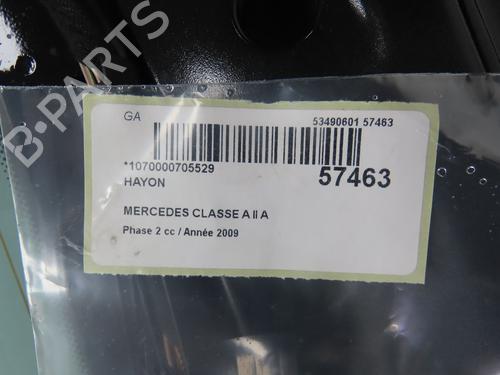 B-PARTS
GA
53490601 57463
*1070000705529
57463
HAYON
MERCEDES CLASSE A II A
Phase 2 cc / Année 2009